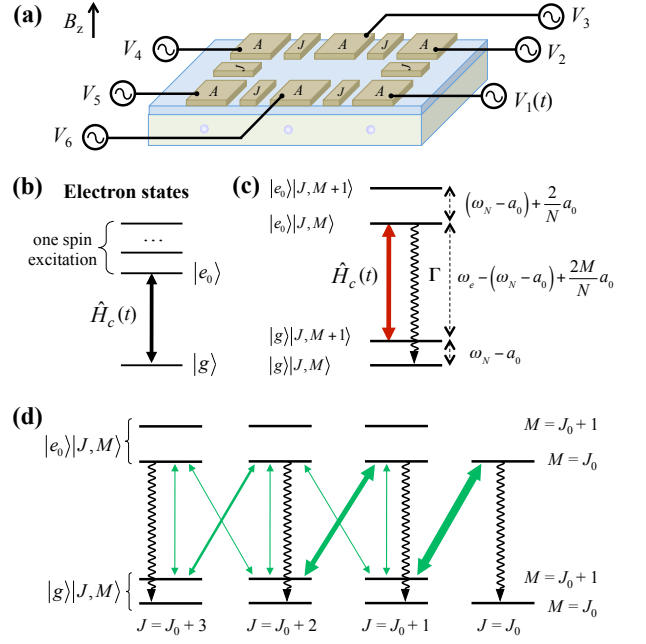 (a)
B_z
V_3
V_4
A
J
A
J
A
V_2
J
J
V_5
A
J
A
J
A
V_1(t)
V_6
(b)
Electron states
one spin
excitation
...
|e_0⟩
Ĥ_c(t)
|g⟩
(c)
|e_0⟩|J,M+1⟩
(ω_N−a_0)+2/N a_0
|e_0⟩|J,M⟩
Ĥ_c(t)
Γ
ω_e−(ω_N−a_0)+2M/N a_0
|g⟩|J,M+1⟩
ω_N−a_0
|g⟩|J,M⟩
(d)
|e_0⟩|J,M⟩
M=J_0+1
M=J_0
|g⟩|J,M⟩
M=J_0+1
M=J_0
J=J_0+3
J=J_0+2
J=J_0+1
J=J_0